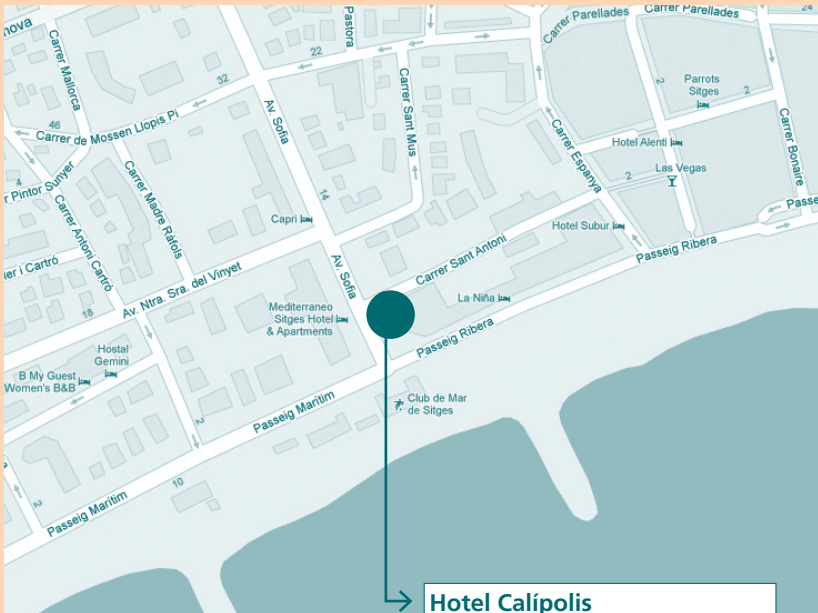 nova
Carrer Mallorca
Pastora
22
Carrer Parellades
Carrer Parellades
24
32
Av. Sofia
Carrer Sant Mus
2
Parrots
Sitges
2
46
Carrer de Mossen Llopis Pi
Carrer Espanya
Hotel Alenti
Carrer Bonaire
4
r Pintor Sunyer
Carrer Madre Ràfols
Las Vegas
2
14
Carrer Antoni Cartró
Capri
Passe
Hotel Subur
Passeig Ribera
ier i Cartró
Av. Sofia
Carrer Sant Antoni
Av. Ntra. Sra. del Vinyet
18
La Niña
Mediterraneo
Sitges Hotel
& Apartments
Passeig Ribera
Hostal
Gemini
B My Guest
Women's B&B
Club de Mar
de Sitges
2
Passeig Marítim
10
2
Passeig Marítim
Hotel Calípolis